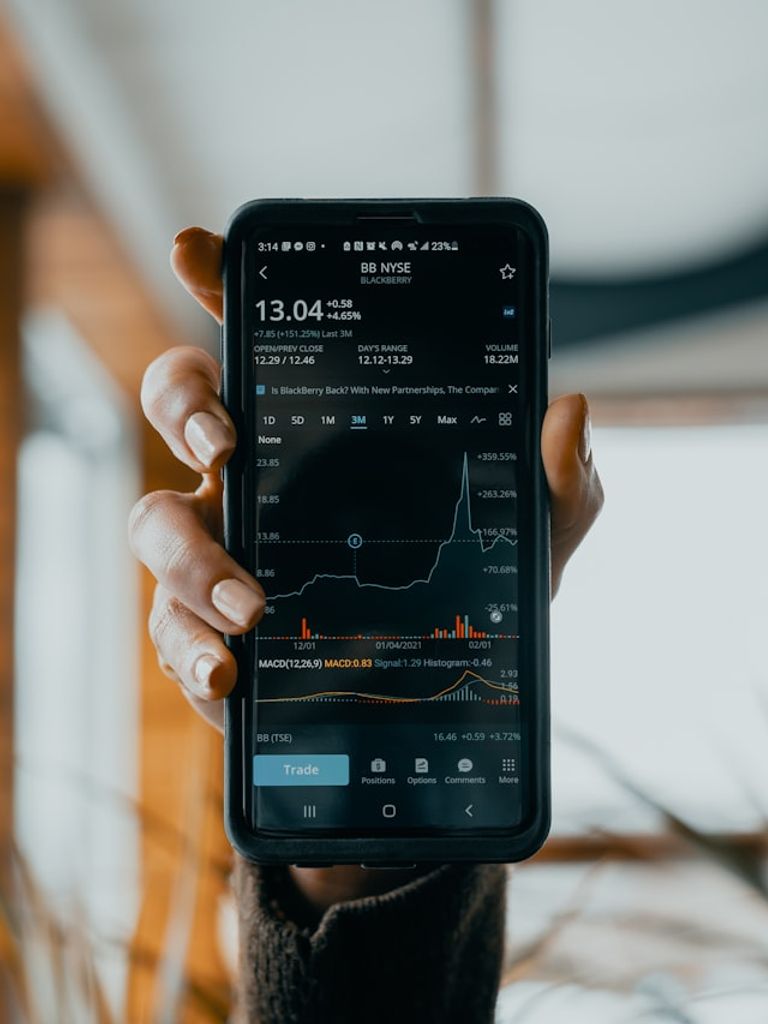 3:14 23%
BB NYSE
BLACKBERRY
13.04 +0.58
+4.65%
+7.85 (+151.25%) Last 3M
OPEN/PREV CLOSE DAY'S RANGE VOLUME
12.29 / 12.46 12.12-13.29 18.22M
Is BlackBerry Back? With New Partnerships, The Compan
1D 5D 1M 3M 1Y 5Y Max
None
23.85 +359.55%
18.85 +263.26%
13.86 +166.97%
E
8.86 +70.68%
86 -25.61%
12/01 01/04/2021 02/01
MACD(12,26,9) MACD:0.83 Signal:1.29 Histogram:-0.46
2.93
1.56
0.19
BB (TSE) 16.46 +0.59 +3.72%
Trade Positions Options Comments More